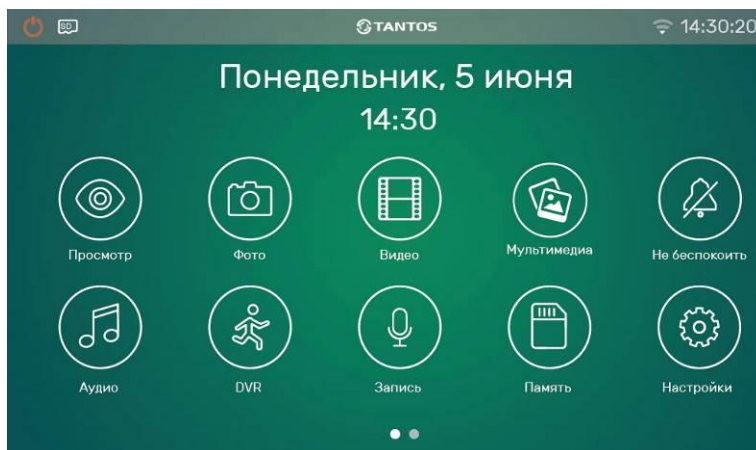 SD
TANTOS
14:30:20
Понедельник, 5 июня
14:30
Просмотр
Фото
Видео
Мультимедиа
Не беспокоить
Аудио
DVR
Запись
Память
Настройки